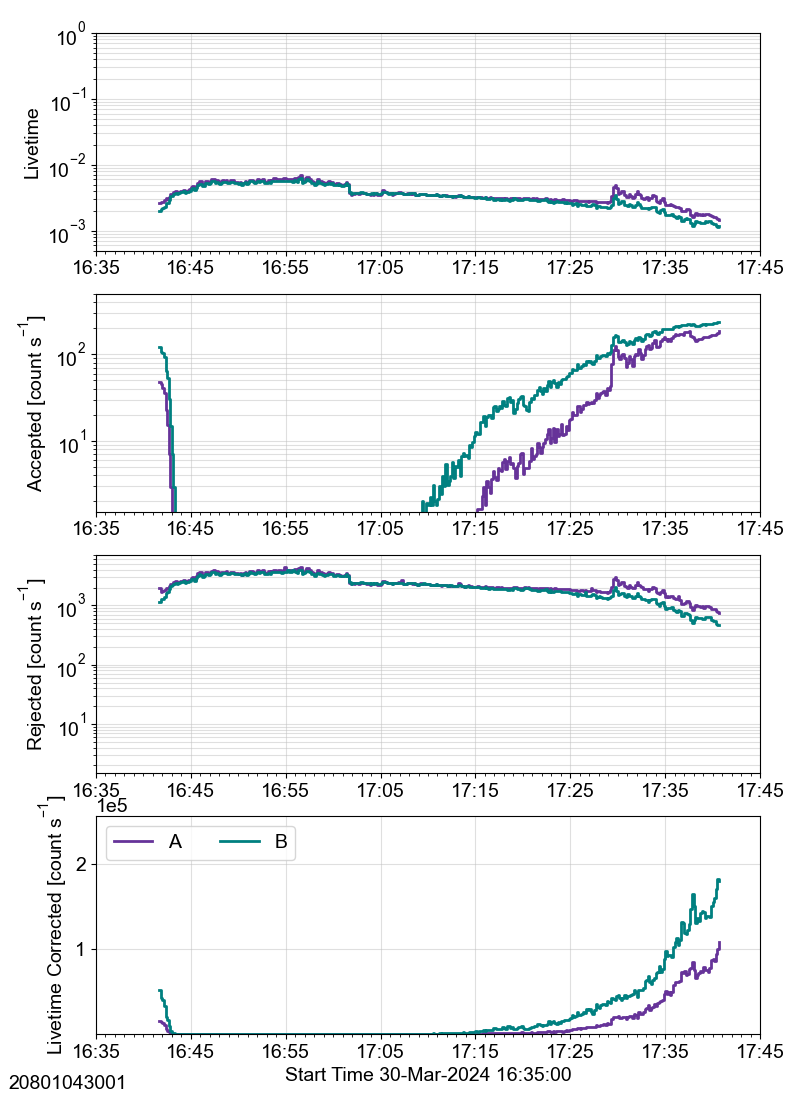 Livetime
10^0
10^−1
10^−2
10^−3
16:35 16:45 16:55 17:05 17:15 17:25 17:35 17:45
Accepted [count s^−1]
10^2
10^1
16:35 16:45 16:55 17:05 17:15 17:25 17:35 17:45
Rejected [count s^−1]
10^3
10^2
10^1
16:35 16:45 16:55 17:05 17:15 17:25 17:35 17:45
Livetime Corrected [count s^−1]
1e5
A B
2
1
16:35 16:45 16:55 17:05 17:15 17:25 17:35 17:45
Start Time 30-Mar-2024 16:35:00
20801043001